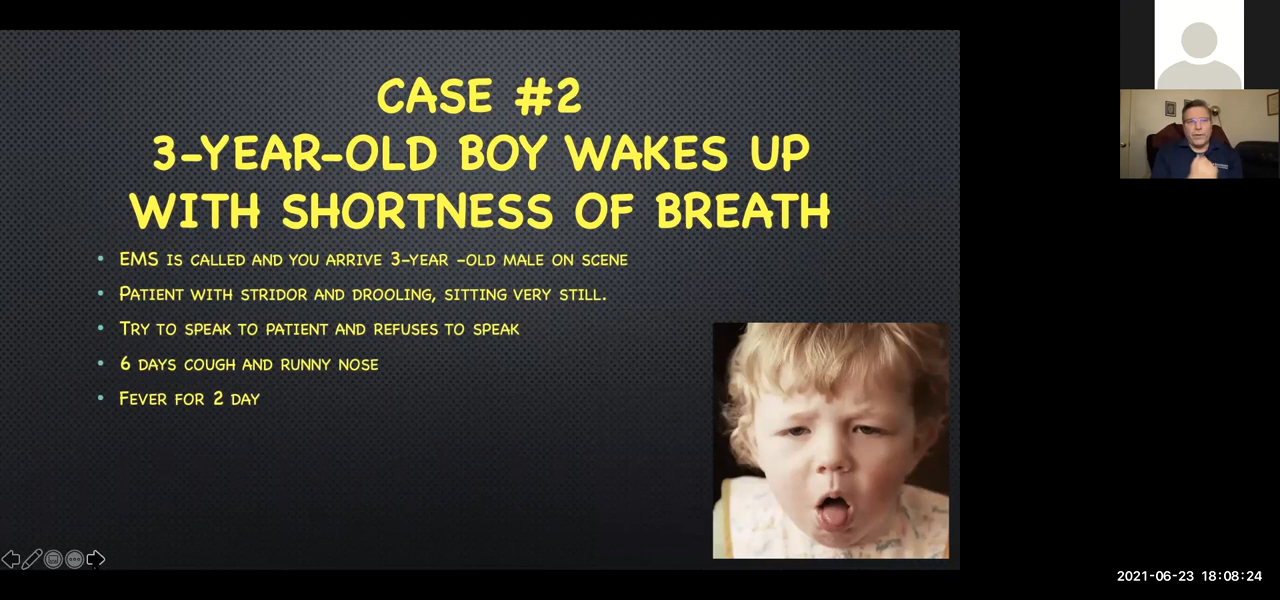 CASE #2
3-YEAR-OLD BOY WAKES UP
WITH SHORTNESS OF BREATH
• EMS IS CALLED AND YOU ARRIVE 3-YEAR -OLD MALE ON SCENE
• PATIENT WITH STRIDOR AND DROOLING, SITTING VERY STILL.
• TRY TO SPEAK TO PATIENT AND REFUSES TO SPEAK
• 6 DAYS COUGH AND RUNNY NOSE
• FEVER FOR 2 DAY
2021-06-23 18:08:24